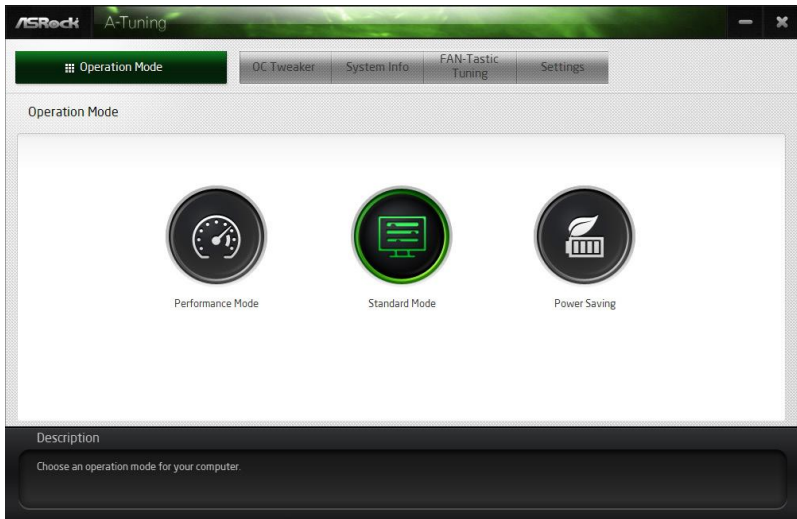 ASRock A-Tuning
Operation Mode OC Tweaker System Info FAN-Tastic Tuning Settings
Operation Mode
Performance Mode Standard Mode Power Saving
Description
Choose an operation mode for your computer.